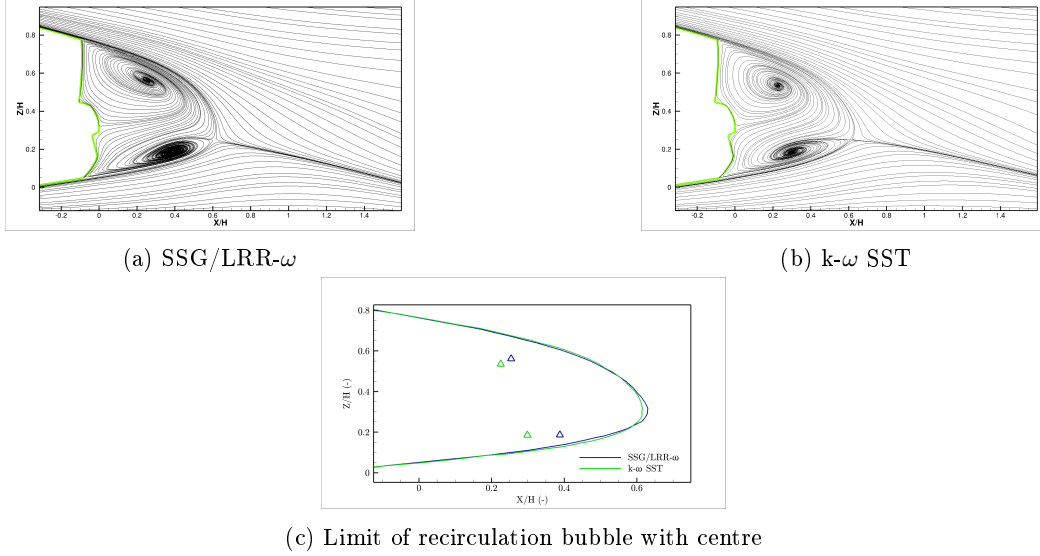 0.8
0.6
0.4
0.2
0
Z/H
-0.2 0 0.2 0.4 0.6 0.8 1 1.2 1.4
X/H
(a) SSG/LRR-ω
0.8
0.6
0.4
0.2
0
Z/H
-0.2 0 0.2 0.4 0.6 0.8 1 1.2 1.4
X/H
(b) k-ω SST
0.8
0.6
0.4
0.2
0
Z/H (-)
SSG/LRR-ω
k-ω SST
0 0.2 0.4 0.6
X/H (-)
(c) Limit of recirculation bubble with centre